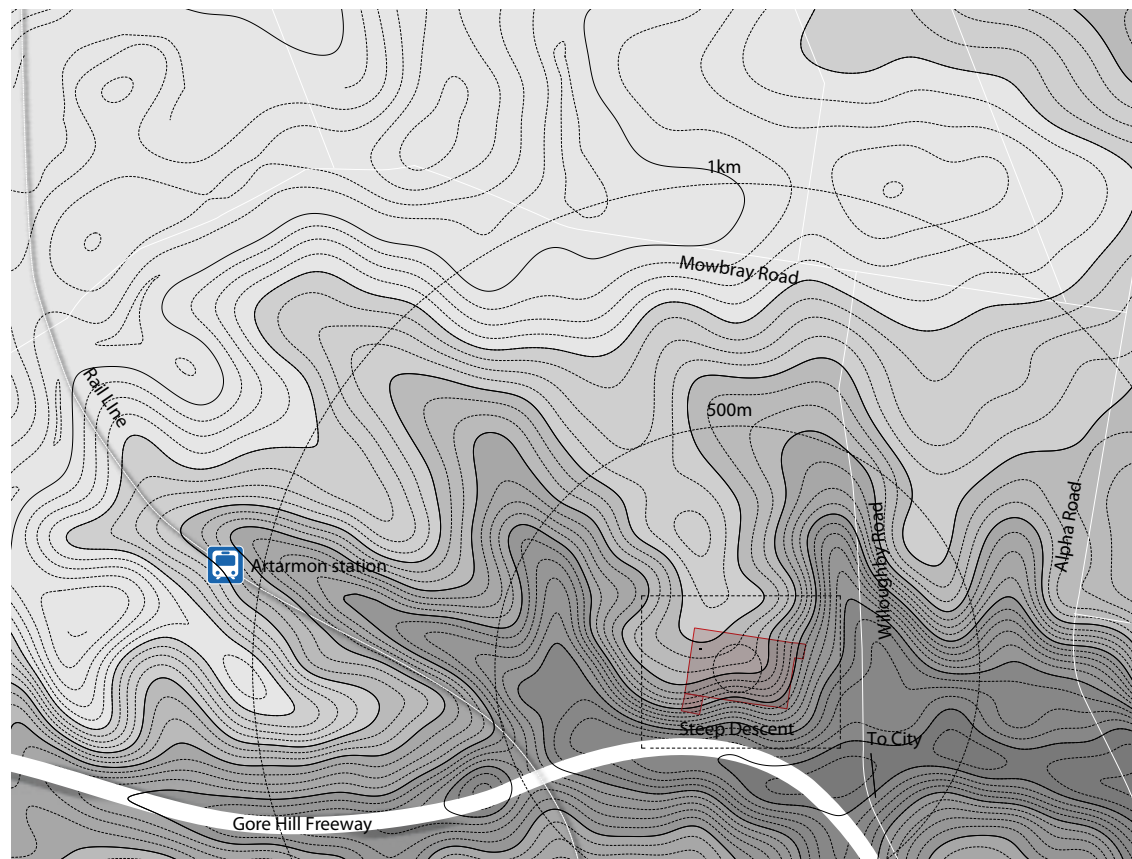 1km
Mowbray Road
Rail LIne
500m
Alpha Road
Willoughby Road
Artarmon station
Steep Descent
To City
Gore Hill Freeway